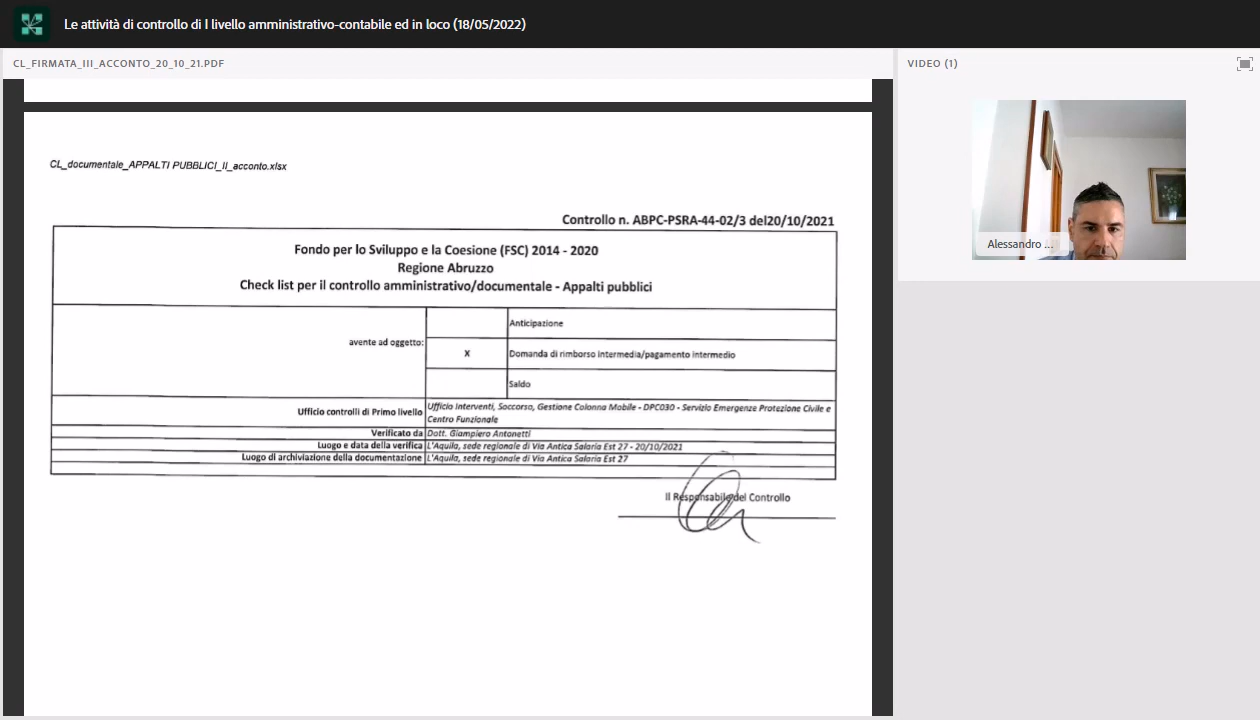 Le attività di controllo di I livello amministrativo-contabile ed in loco (18/05/2022)
CL_FIRMATA_III_ACCONTO_20_10_21.PDF
VIDEO (1)
CL_documentale_APPALTI PUBBLICI_II_acconto.xlsx
Controllo n. ABPC-PSRA-44-02/3 del20/10/2021
Fondo per lo Sviluppo e la Coesione (FSC) 2014 - 2020
Regione Abruzzo
Check list per il controllo amministrativo/documentale - Appalti pubblici
avente ad oggetto:
Anticipazione
X Domanda di rimborso intermedia/pagamento intermedio
Saldo
Ufficio controlli di Primo livello
Ufficio Interventi, Soccorso, Gestione Colonna Mobile - DPC030 - Servizio Emergenze Protezione Civile e
Centro Funzionale
Verificato da Dott. Giampiero Antonetti
Luogo e data della verifica L'Aquila, sede regionale di Via Antica Salaria Est 27 - 20/10/2021
Luogo di archiviazione della documentazione L'Aquila, sede regionale di Via Antica Salaria Est 27
Il Responsabile del Controllo
Alessandro ...